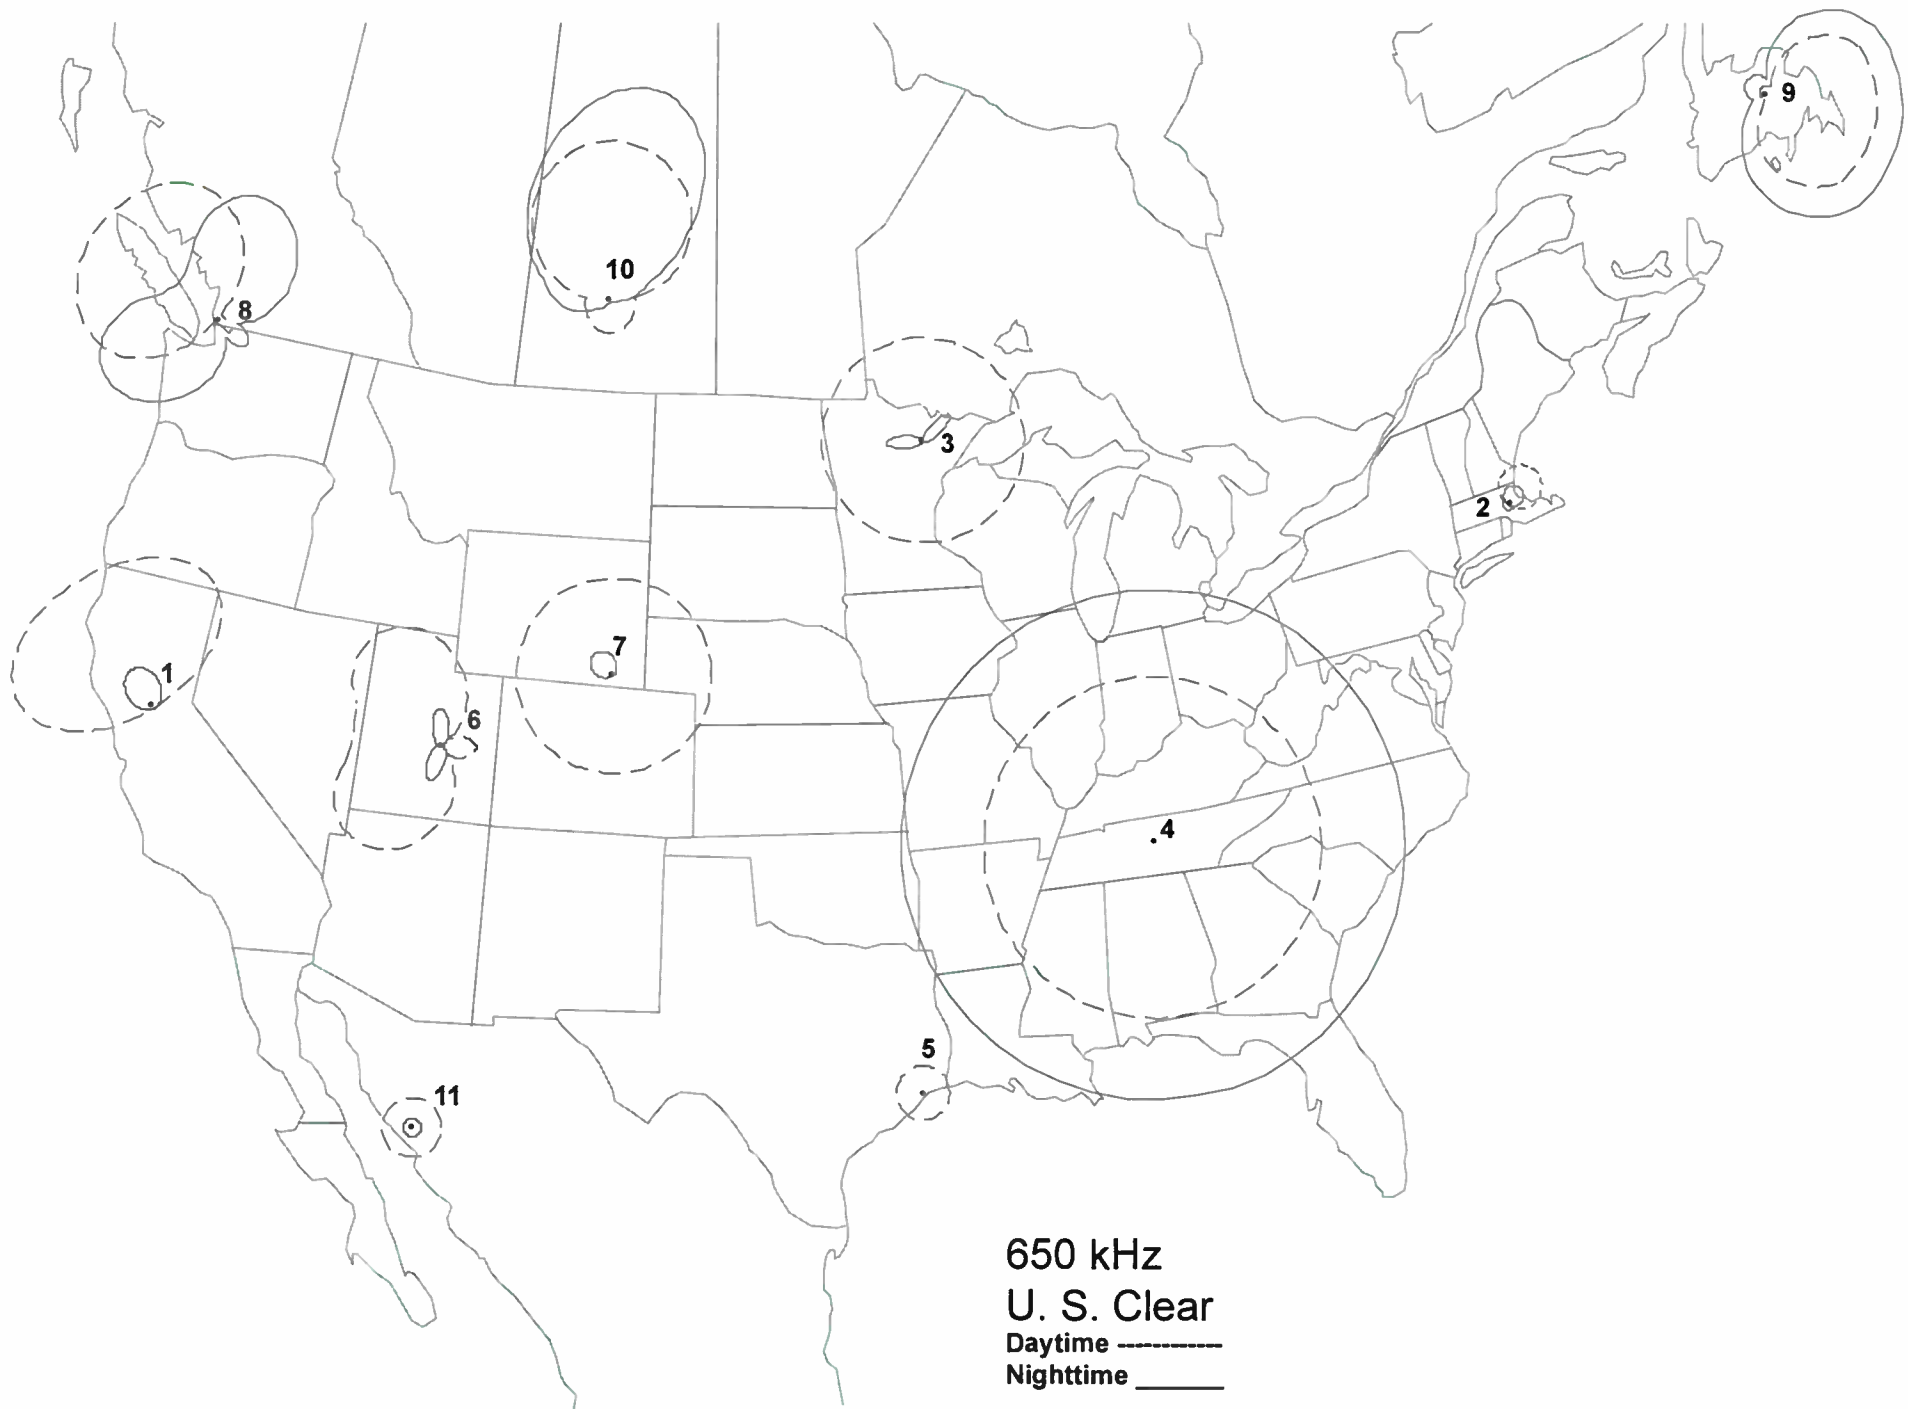 9
10
8
3
2
7
1
6
4
5
11
650 kHz
U. S. Clear
Daytime ------------
Nighttime ______